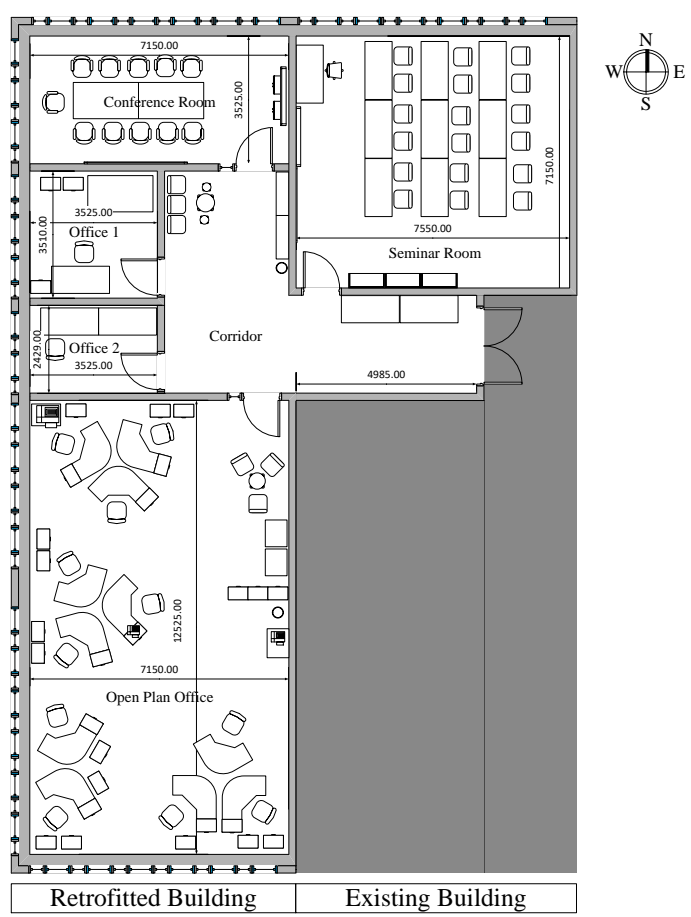 N
W E
S
7150.00
Conference Room
3525.00
7150.00
7550.00
Seminar Room
3525.00
Office 1
3510.00
Corridor
Office 2
2429.00
3525.00
4985.00
12525.00
7150.00
Open Plan Office
Retrofitted Building
Existing Building